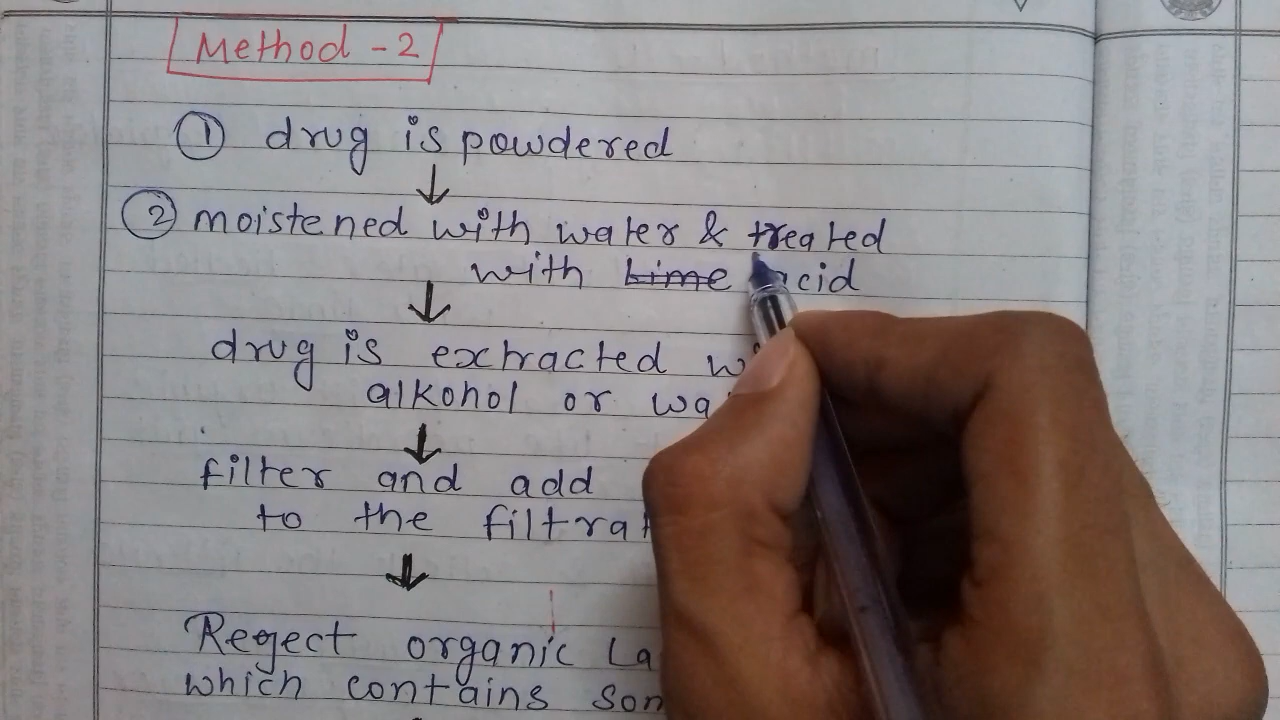 Method - 2
① drug is powdered
② moistened with water & treated
with Lime acid
drug is extracted
alkohol or
filter and add
to the
Regect organic
which contains